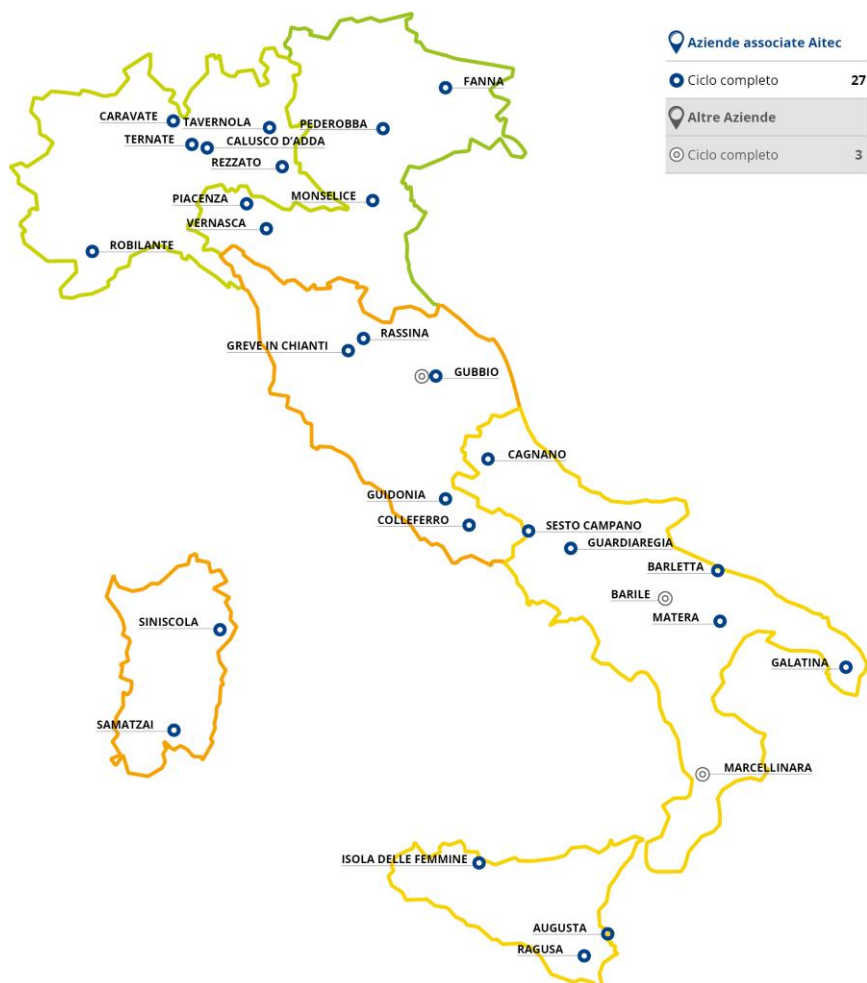 Aziende associate Aitec
Ciclo completo 27
Altre Aziende
Ciclo completo 3
FANNA
CARAVATE
TAVERNOLA
PEDEROBBA
TERNATE
CALUSCO D'ADDA
REZZATO
PIACENZA
MONSELICE
VERNASCA
ROBILANTE
RASSINA
GREVE IN CHIANTI
GUBBIO
CAGNANO
GUIDONIA
COLLEFERRO
SESTO CAMPANO
GUARDIAREGIA
BARLETTA
BARILE
MATERA
SINISCOLA
GALATINA
SAMATZAI
MARCELLINARA
ISOLA DELLE FEMMINE
AUGUSTA
RAGUSA